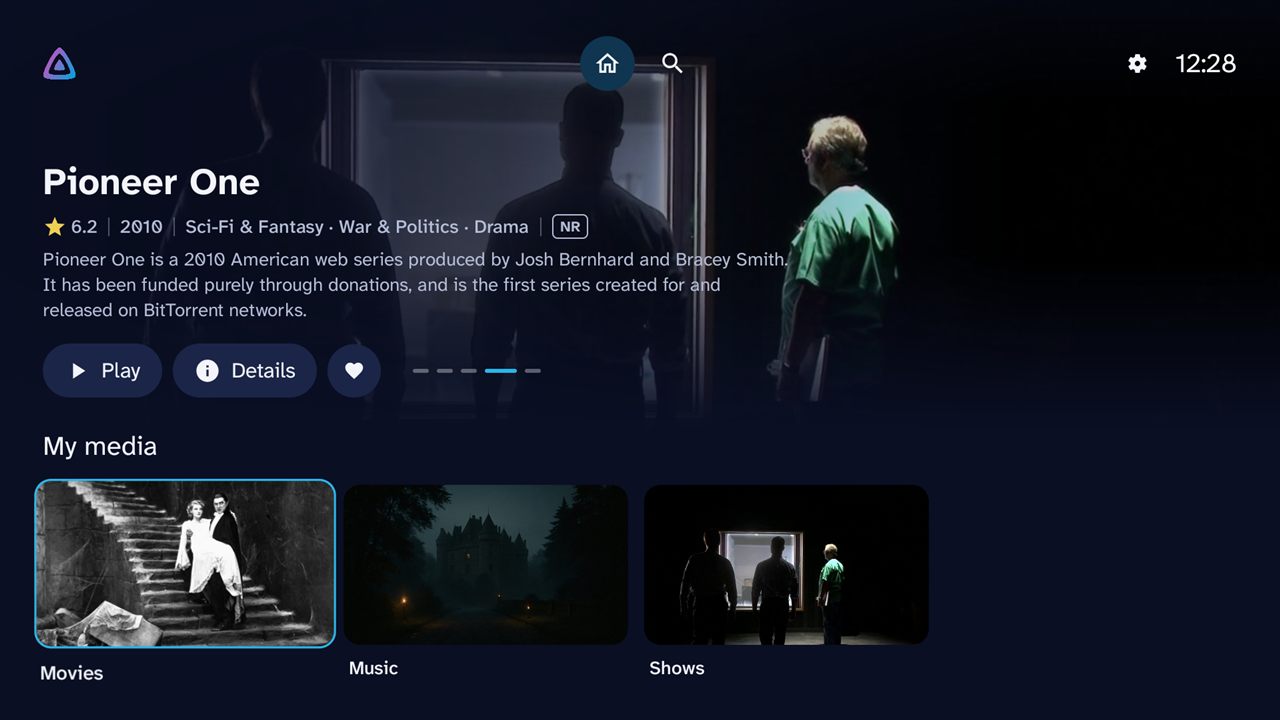 12:28
Pioneer One
6.2 | 2010 | Sci-Fi & Fantasy · War & Politics · Drama | NR
Pioneer One is a 2010 American web series produced by Josh Bernhard and Bracey Smith.
It has been funded purely through donations, and is the first series created for and
released on BitTorrent networks.
Play Details
My media
Movies Music Shows